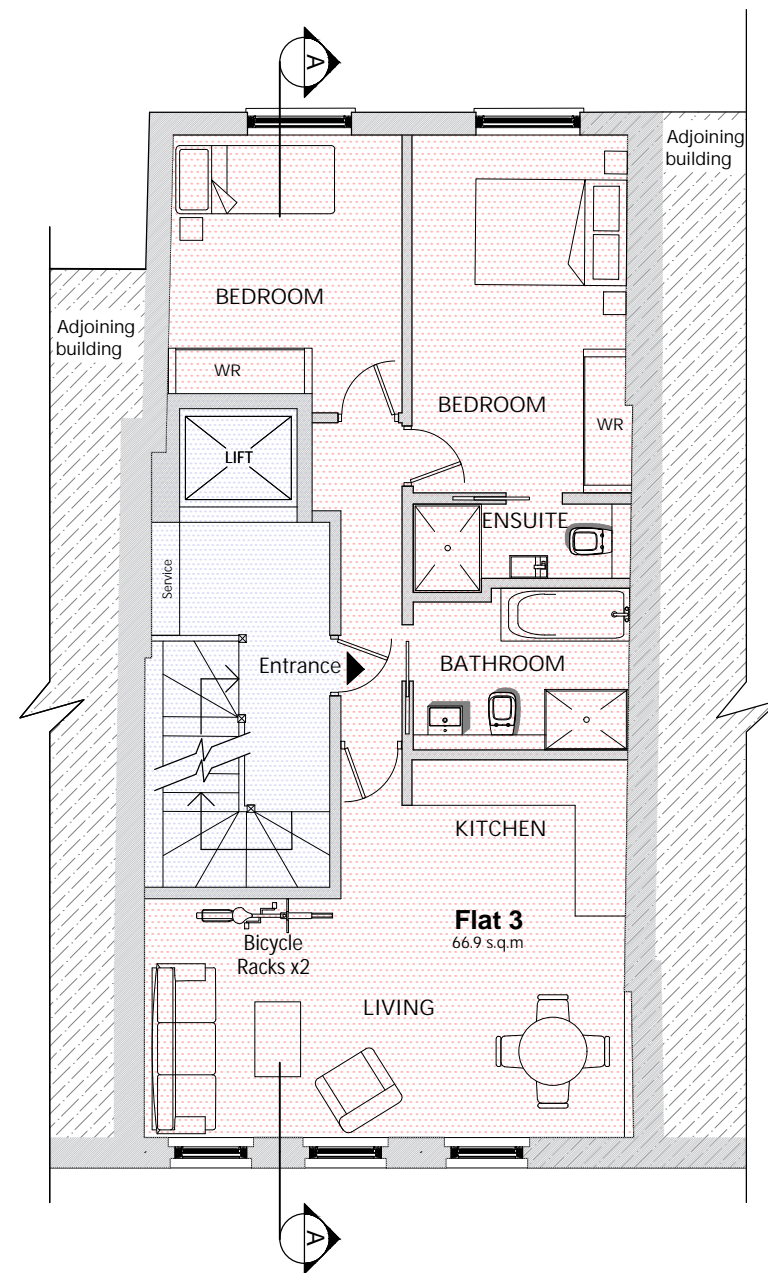 A
Adjoining
building
BEDROOM
Adjoining
building
WR
BEDROOM
WR
LIFT
ENSUITE
Service
Entrance
BATHROOM
KITCHEN
Flat 3
66.9 s.q.m
Bicycle
Racks x2
LIVING
A